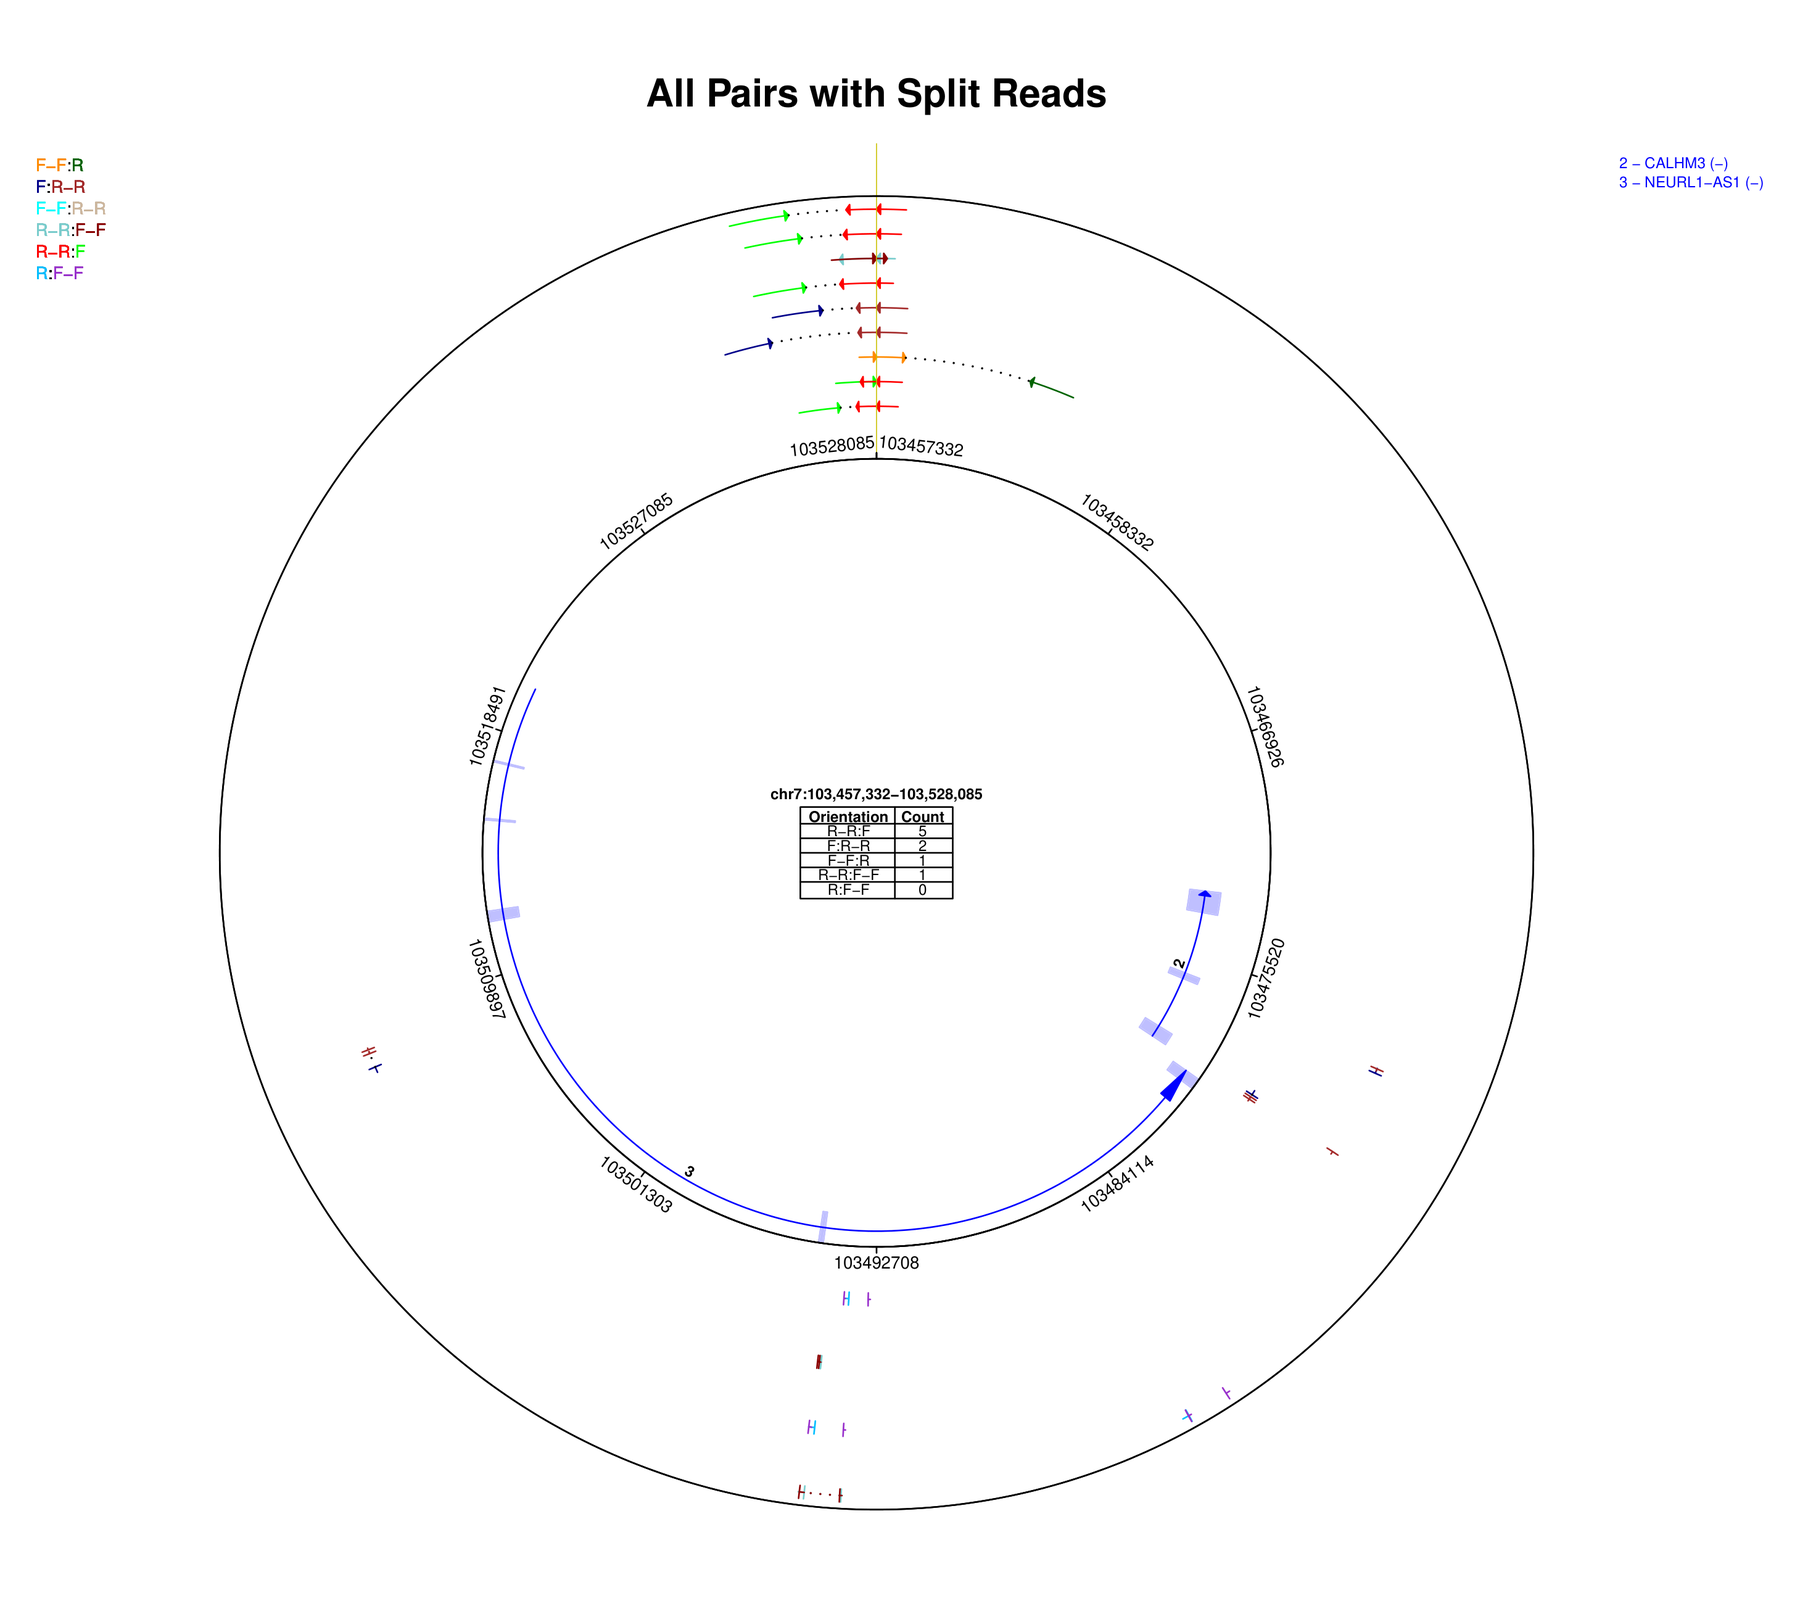 All Pairs with Split Reads
F−F:R
F:R−R
F−F:R−R
R−R:F−F
R−R:F
R:F−F
2 − CALHM3 (−)
3 − NEURL1−AS1 (−)
103528085
103457332
103527085
103458332
103518491
103466926
chr7:103,457,332−103,528,085
Orientation Count
R−R:F 5
F:R−R 2
F−F:R 1
R−R:F−F 1
R:F−F 0
2
103509897
103475520
3
103501303
103484114
103492708